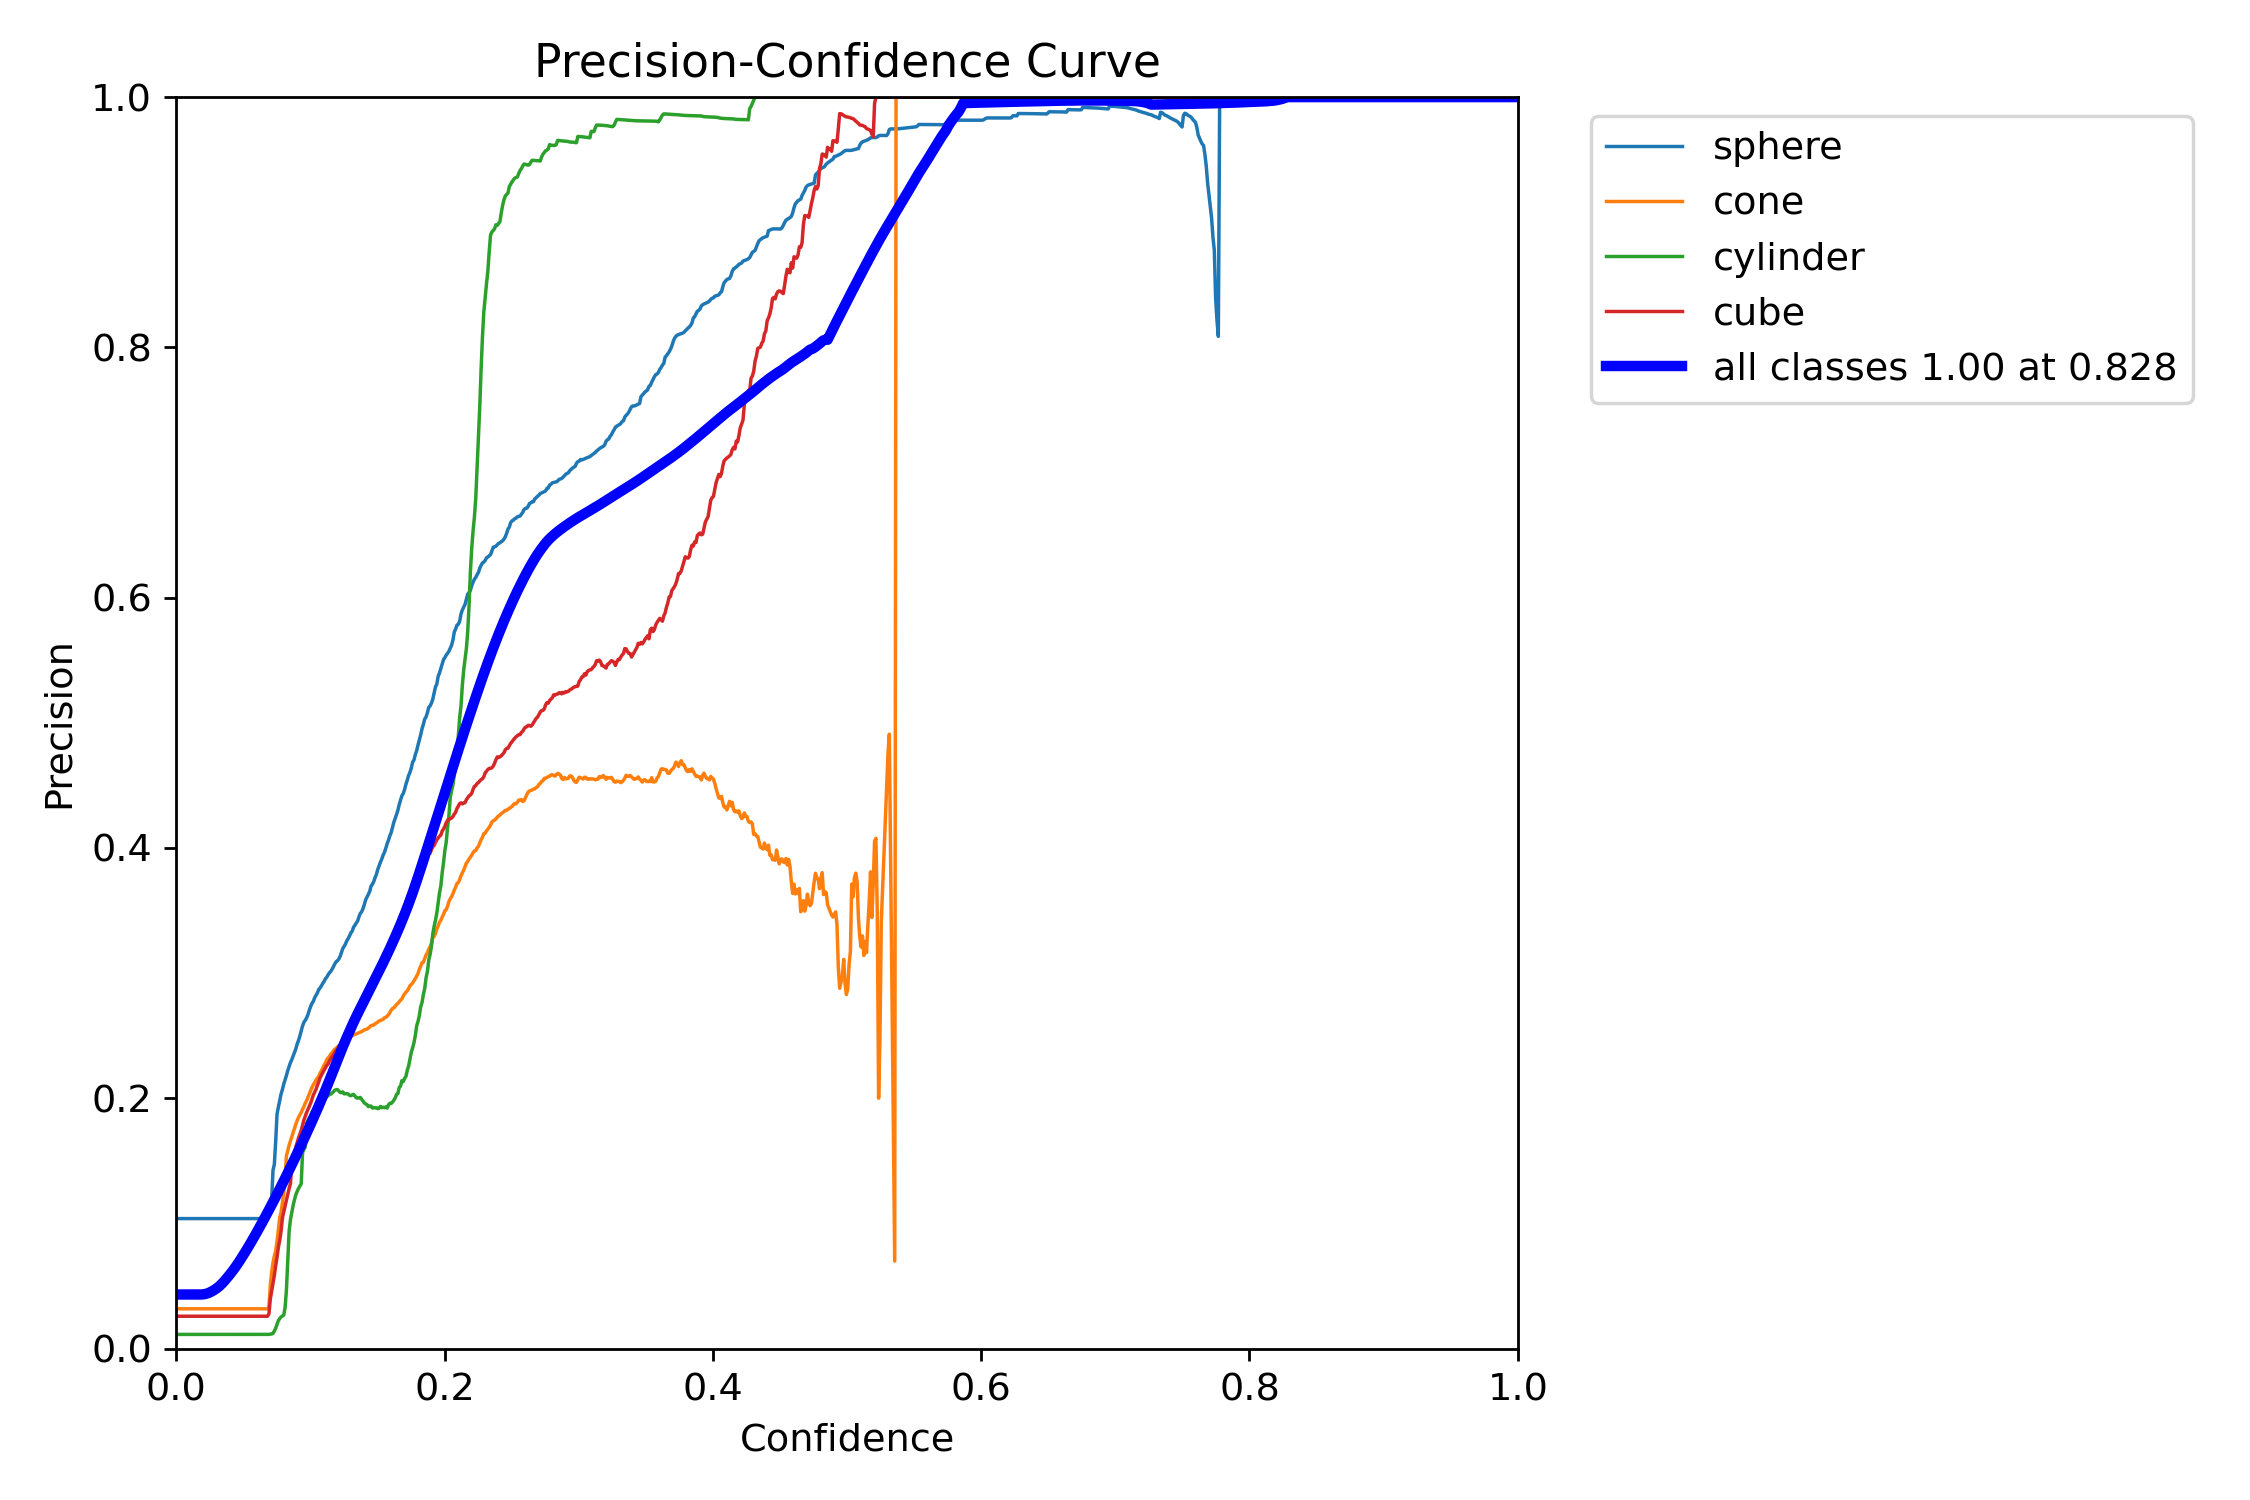 Precision-Confidence Curve
1.0
0.8
0.6
0.4
0.2
0.0
Precision
0.0 0.2 0.4 0.6 0.8 1.0
Confidence
sphere
cone
cylinder
cube
all classes 1.00 at 0.828